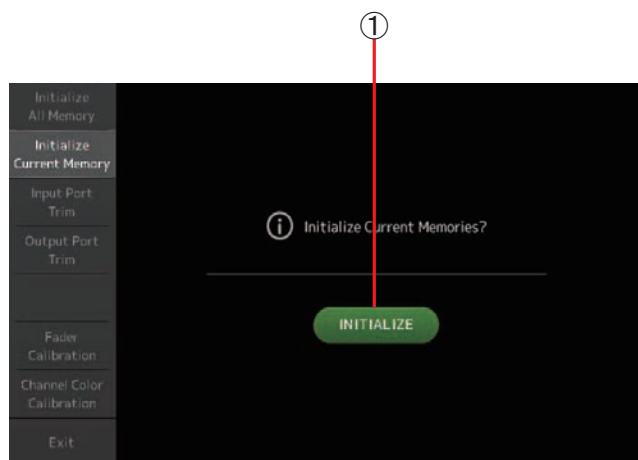 ①
Initialize
All Memory
Initialize
Current Memory
Input Port
Trim
Output Port
Trim
Initialize Current Memories?
INITIALIZE
Fader
Calibration
Channel Color
Calibration
Exit